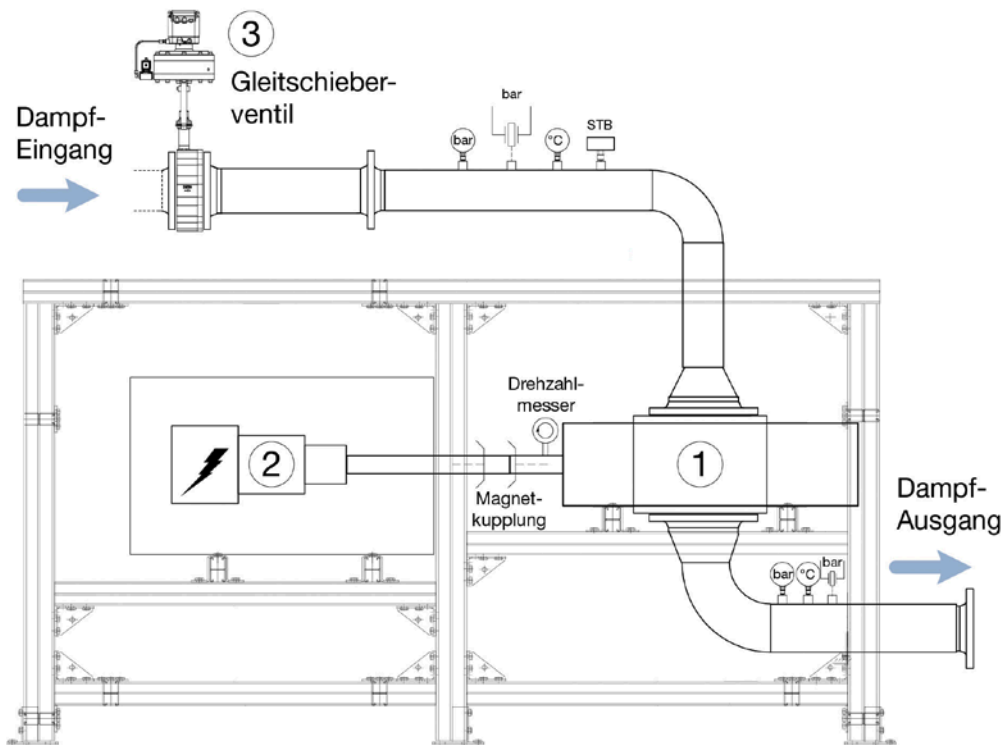 3
Gleitschieber-
ventil
Dampf-
Eingang
bar
bar
°C
STB
Drehzahl-
messer
2
1
Magnet-
kupplung
Dampf-
Ausgang
bar
°C
bar